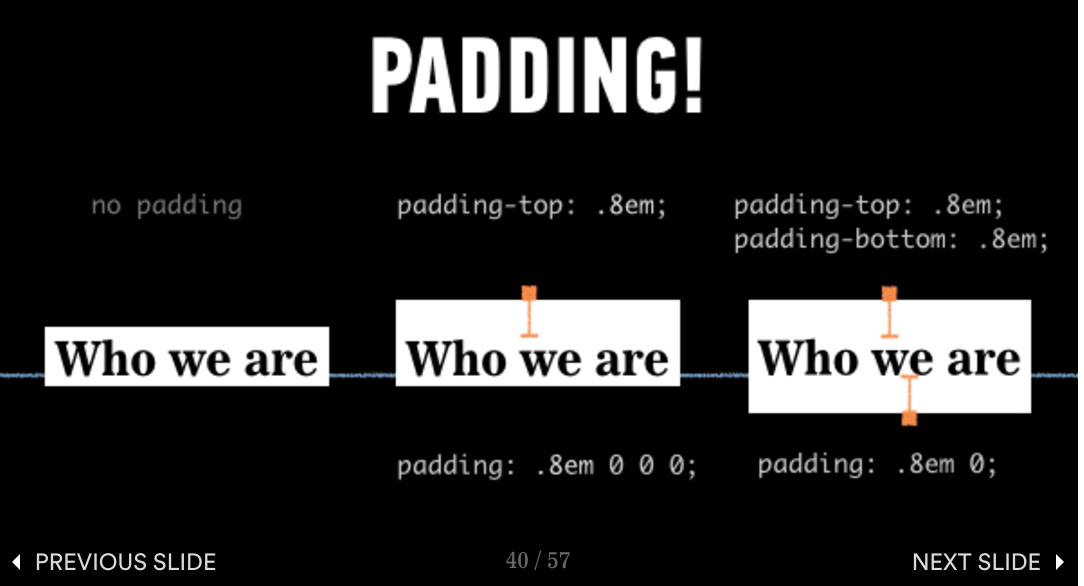 PADDING!
no padding
padding-top: .8em;
padding-top: .8em;
padding-bottom: .8em;
Who we are
Who we are
Who we are
padding: .8em 0 0 0;
padding: .8em 0;
PREVIOUS SLIDE
40 / 57
NEXT SLIDE